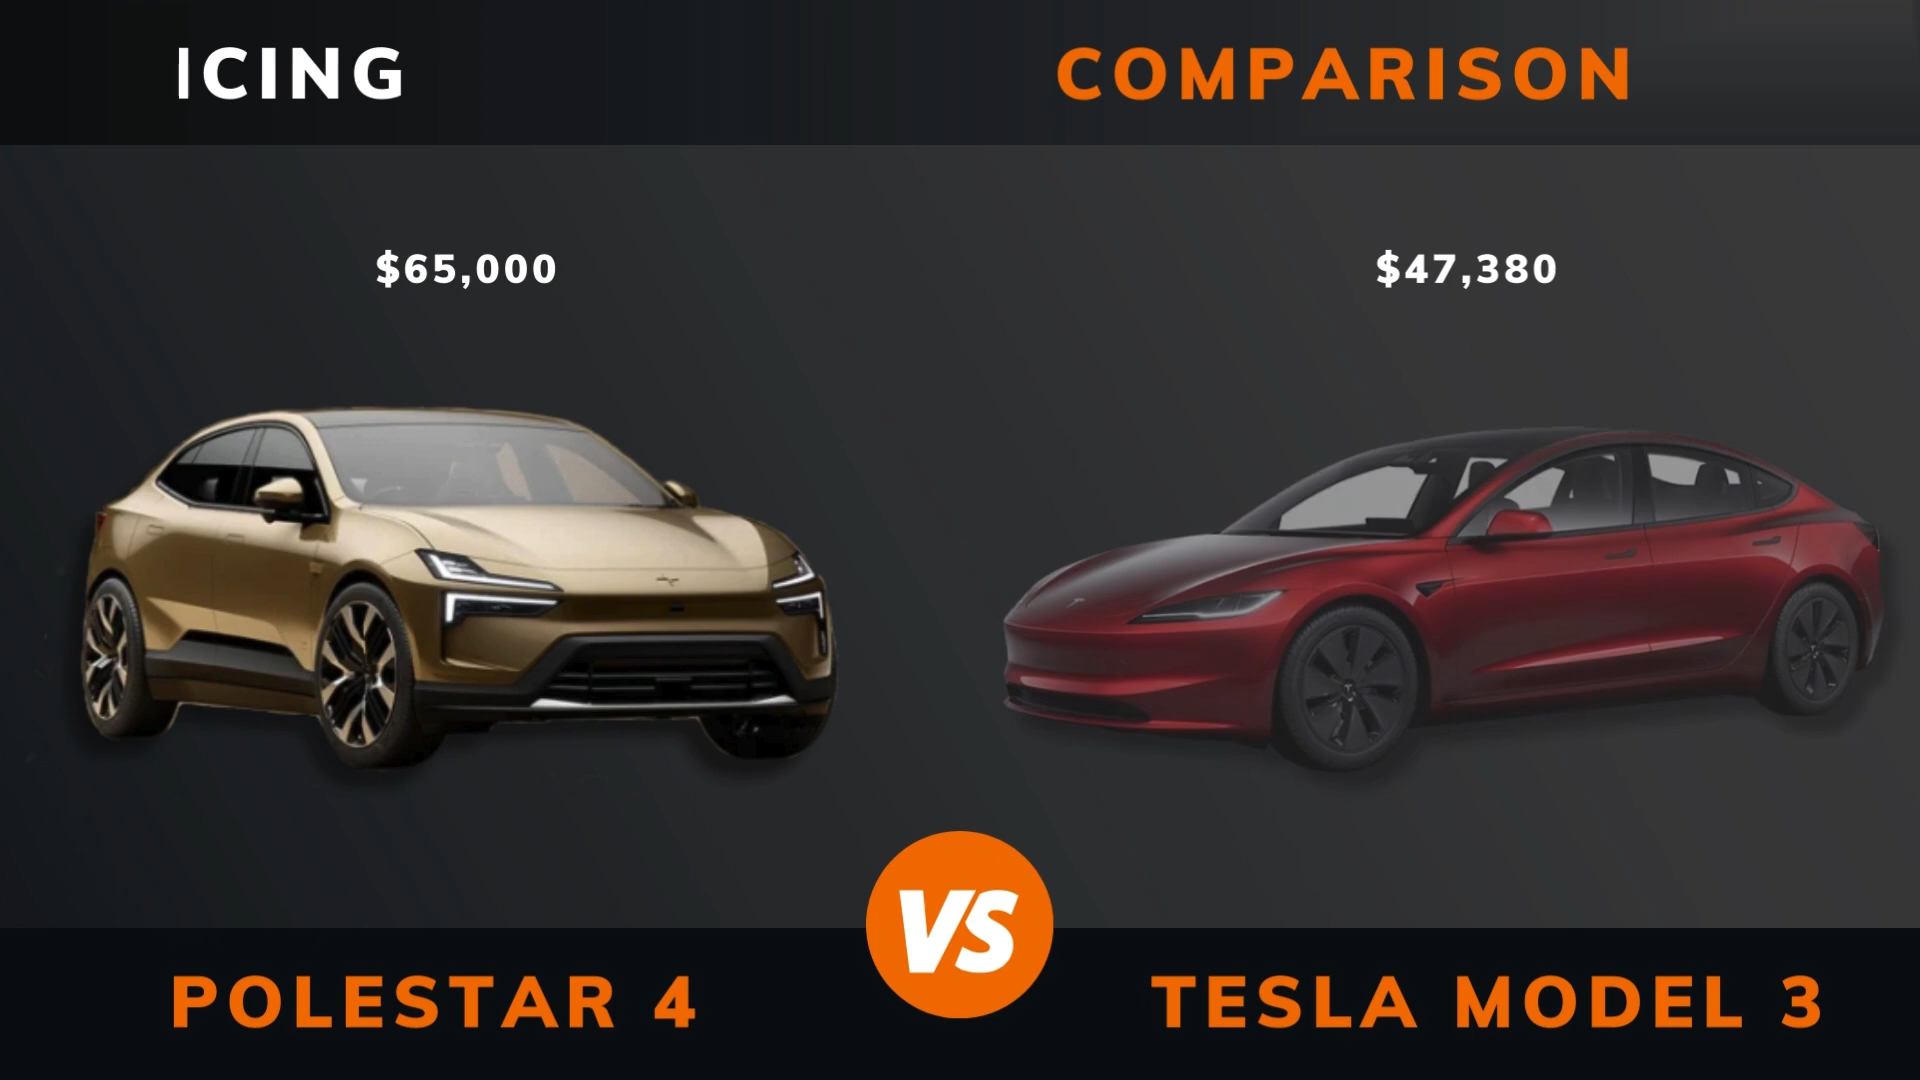 ICING COMPARISON
$65,000 $47,380
VS
POLESTAR 4 TESLA MODEL 3